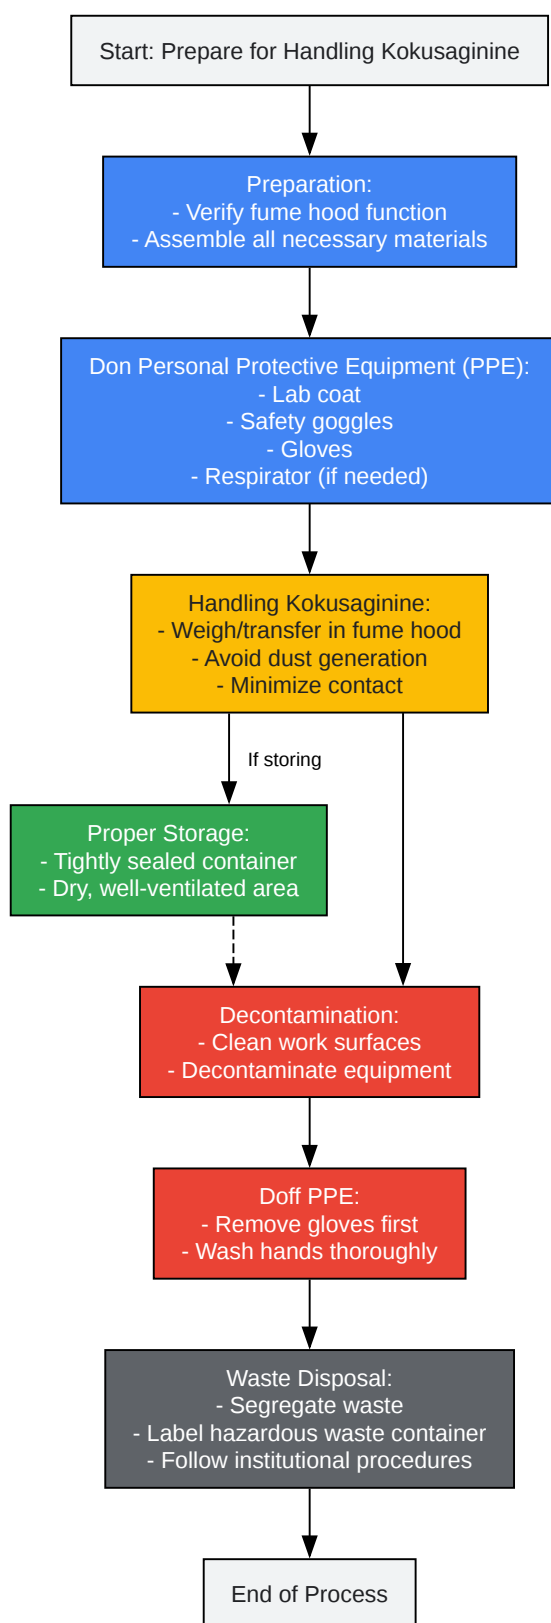 Start: Prepare for Handling Kokusaginine
Preparation:
- Verify fume hood function
- Assemble all necessary materials
Don Personal Protective Equipment (PPE):
- Lab coat
- Safety goggles
- Gloves
- Respirator (if needed)
Handling Kokusaginine:
- Weigh/transfer in fume hood
- Avoid dust generation
- Minimize contact
If storing
Proper Storage:
- Tightly sealed container
- Dry, well-ventilated area
Decontamination:
- Clean work surfaces
- Decontaminate equipment
Doff PPE:
- Remove gloves first
- Wash hands thoroughly
Waste Disposal:
- Segregate waste
- Label hazardous waste container
- Follow institutional procedures
End of Process